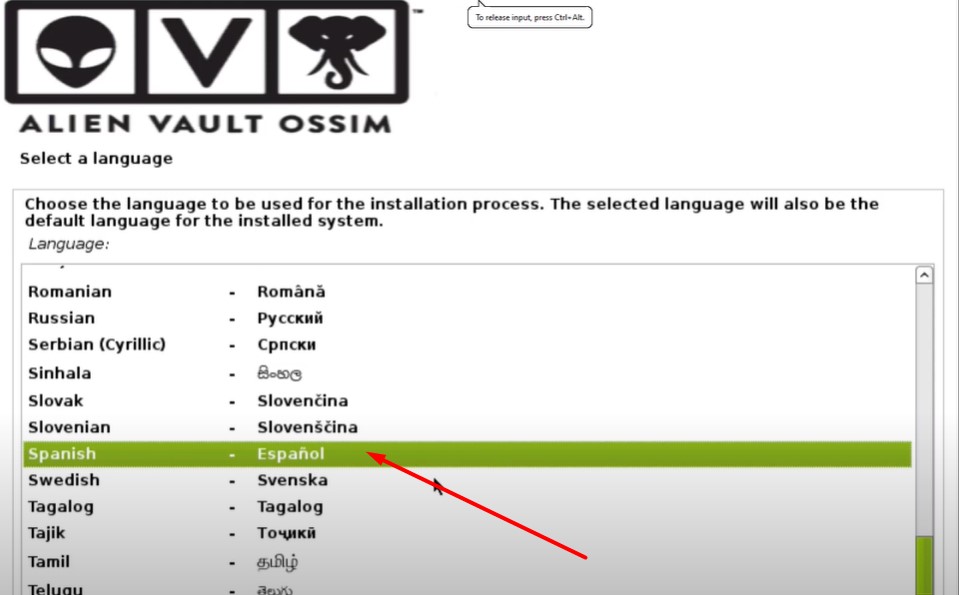 To release input, press Ctrl+Alt.
™
ALIEN VAULT OSSIM
Select a language
Choose the language to be used for the installation process. The selected language will also be the
default language for the installed system.
Language:
Romanian - Română
Russian - Русский
Serbian (Cyrillic) - Српски
Sinhala - සිංහල
Slovak - Slovenčina
Slovenian - Slovenščina
Spanish - Español
Swedish - Svenska
Tagalog - Tagalog
Tajik - Тоҷикӣ
Tamil - தமிழ்
Telugu - తెలుగు